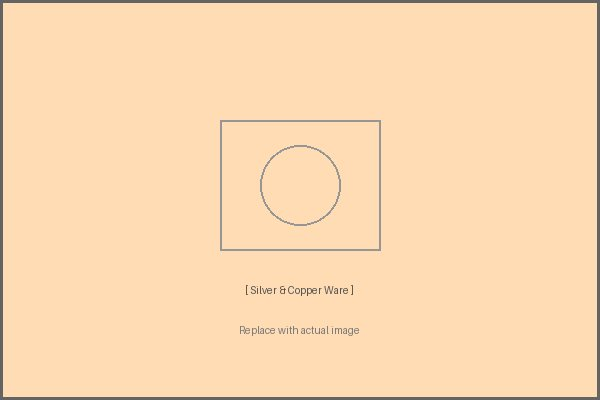 [ Silver & Copper Ware ]
Replace with actual image